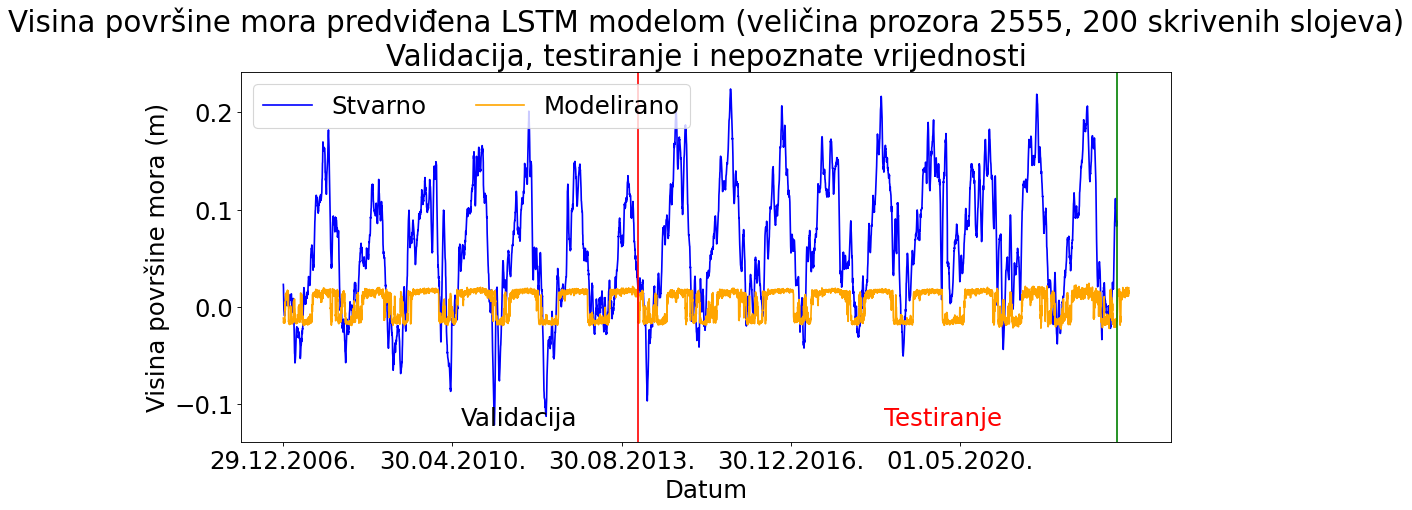 Visina površine mora predviđena LSTM modelom (veličina prozora 2555, 200 skrivenih slojeva)
Validacija, testiranje i nepoznate vrijednosti
Stvarno Modelirano
Visina površine mora (m)
0.2
0.1
0.0
−0.1
Validacija Testiranje
29.12.2006. 30.04.2010. 30.08.2013. 30.12.2016. 01.05.2020.
Datum